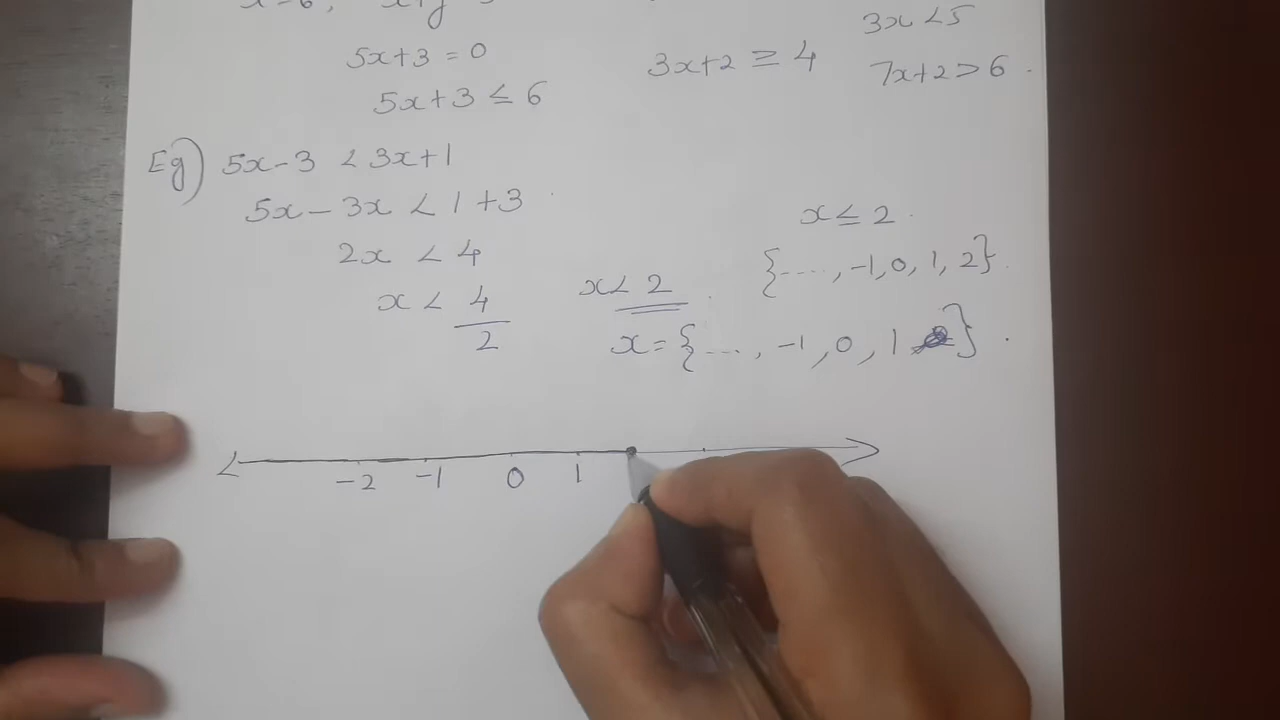 5x+3 = 0
5x+3 ≤ 6
3x+2 ≥ 4
3x < 5
7x+2 > 6 .
Eg) 5x-3 < 3x+1
5x - 3x < 1 + 3
2x < 4
x < 4/2
x < 2 .
x ≤ 2 .
{ ...., -1, 0, 1, 2 } .
x = { ...., -1, 0, 1 } .
-2 -1 0 1